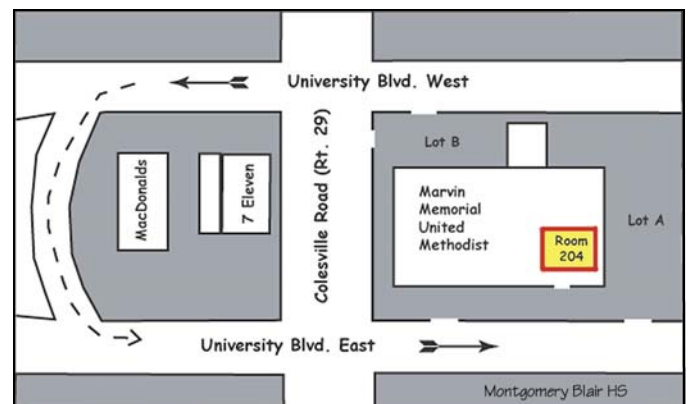 University Blvd. West
Colesville Road (Rt. 29)
MacDonalds
7 Eleven
Lot B
Marvin
Memorial
United
Methodist
Room
204
Lot A
University Blvd. East
Montgomery Blair HS